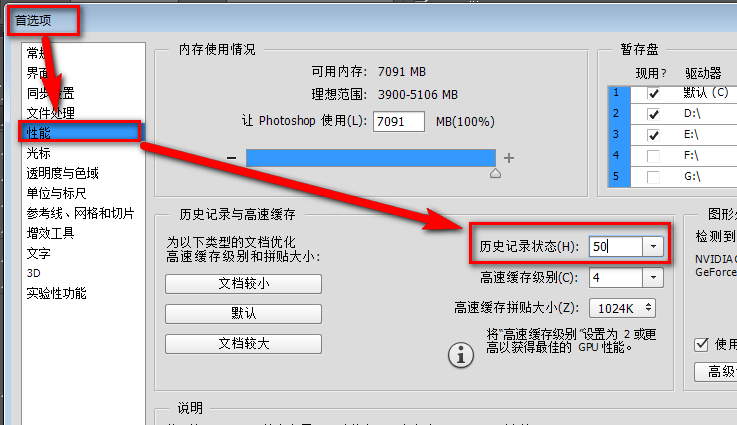 首选项
常规
界面
同步设置
文件处理
性能
光标
透明度与色域
单位与标尺
参考线、网格和切片
增效工具
文字
3D
实验性功能
内存使用情况
可用内存: 7091 MB
理想范围: 3900-5106 MB
让 Photoshop 使用(L): 7091 MB(100%)
− +
暂存盘
现用? 驱动器
1 默认 (C)
2 D:\
3 E:\
4 F:\
5 G:\
历史记录与高速缓存
为以下类型的文档优化
高速缓存级别和拼贴大小:
文档较小
默认
文档较大
历史记录状态(H): 50
高速缓存级别(C): 4
高速缓存拼贴大小(Z): 1024K
将“高速缓存级别”设置为 2 或更
高以获得最佳的 GPU 性能。
图形
检测到
NVIDIA
GeForce
使用
高级
说明